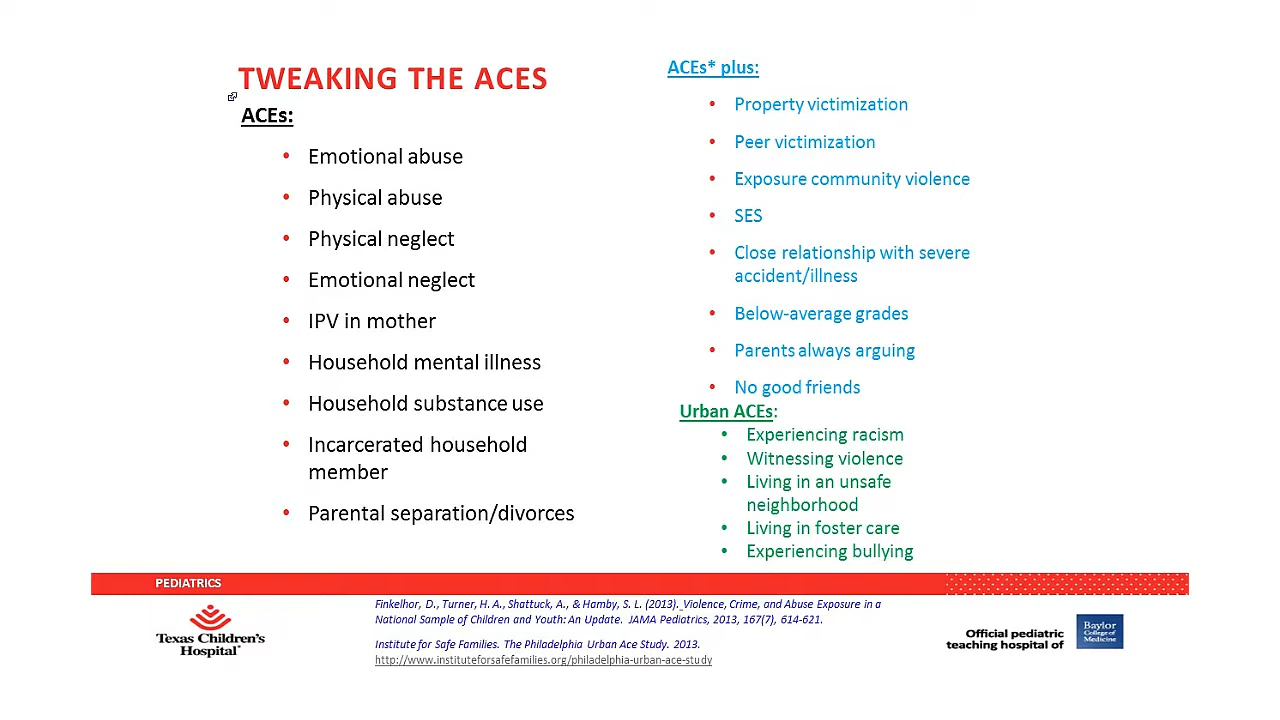 TWEAKING THE ACES
ACEs:
• Emotional abuse
• Physical abuse
• Physical neglect
• Emotional neglect
• IPV in mother
• Household mental illness
• Household substance use
• Incarcerated household
member
• Parental separation/divorces
ACEs* plus:
• Property victimization
• Peer victimization
• Exposure community violence
• SES
• Close relationship with severe
accident/illness
• Below-average grades
• Parents always arguing
• No good friends
Urban ACEs:
• Experiencing racism
• Witnessing violence
• Living in an unsafe
neighborhood
• Living in foster care
• Experiencing bullying
PEDIATRICS
Texas Children's
Hospital®
Finkelhor, D., Turner, H. A., Shattuck, A., & Hamby, S. L. (2013). Violence, Crime, and Abuse Exposure in a
National Sample of Children and Youth: An Update. JAMA Pediatrics, 2013, 167(7), 614-621.
Institute for Safe Families. The Philadelphia Urban Ace Study. 2013.
http://www.instituteforsafefamilies.org/philadelphia-urban-ace-study
Official pediatric
teaching hospital of
Baylor
College of
Medicine